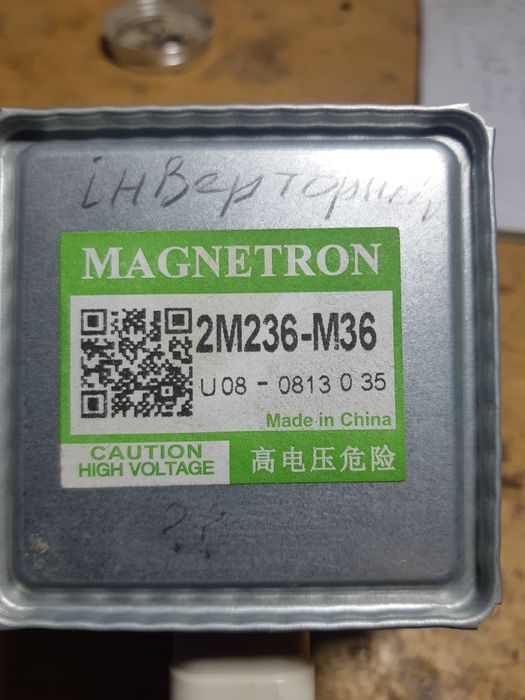 інверторний
MAGNETRON
2M236-M36
U08 - 0813 0 35
Made in China
CAUTION
HIGH VOLTAGE
高电压危险